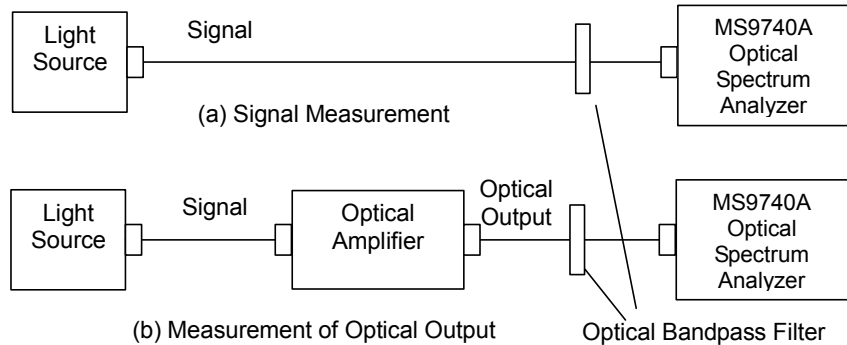 Light
Source
Signal
MS9740A
Optical
Spectrum
Analyzer
(a) Signal Measurement
Light
Source
Signal
Optical
Amplifier
Optical
Output
MS9740A
Optical
Spectrum
Analyzer
(b) Measurement of Optical Output
Optical Bandpass Filter